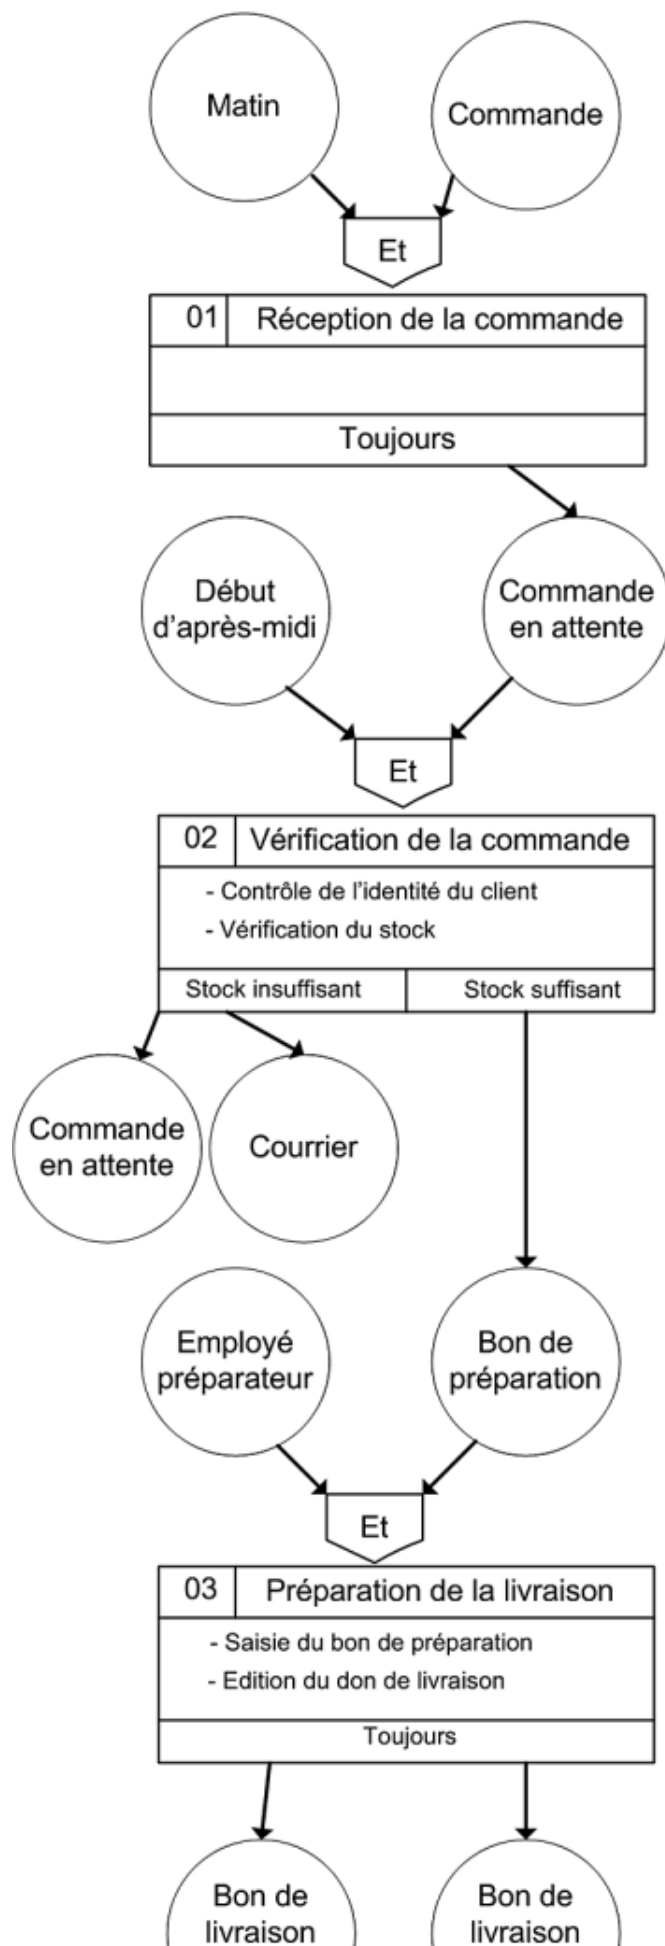 Matin
Commande
Et
01
Réception de la commande
Toujours
Début
d'après-midi
Commande
en attente
Et
02
Vérification de la commande
- Contrôle de l'identité du client
- Vérification du stock
Stock insuffisant
Stock suffisant
Commande
en attente
Courrier
Employé
préparateur
Bon de
préparation
Et
03
Préparation de la livraison
- Saisie du bon de préparation
- Edition du don de livraison
Toujours
Bon de
livraison
Bon de
livraison